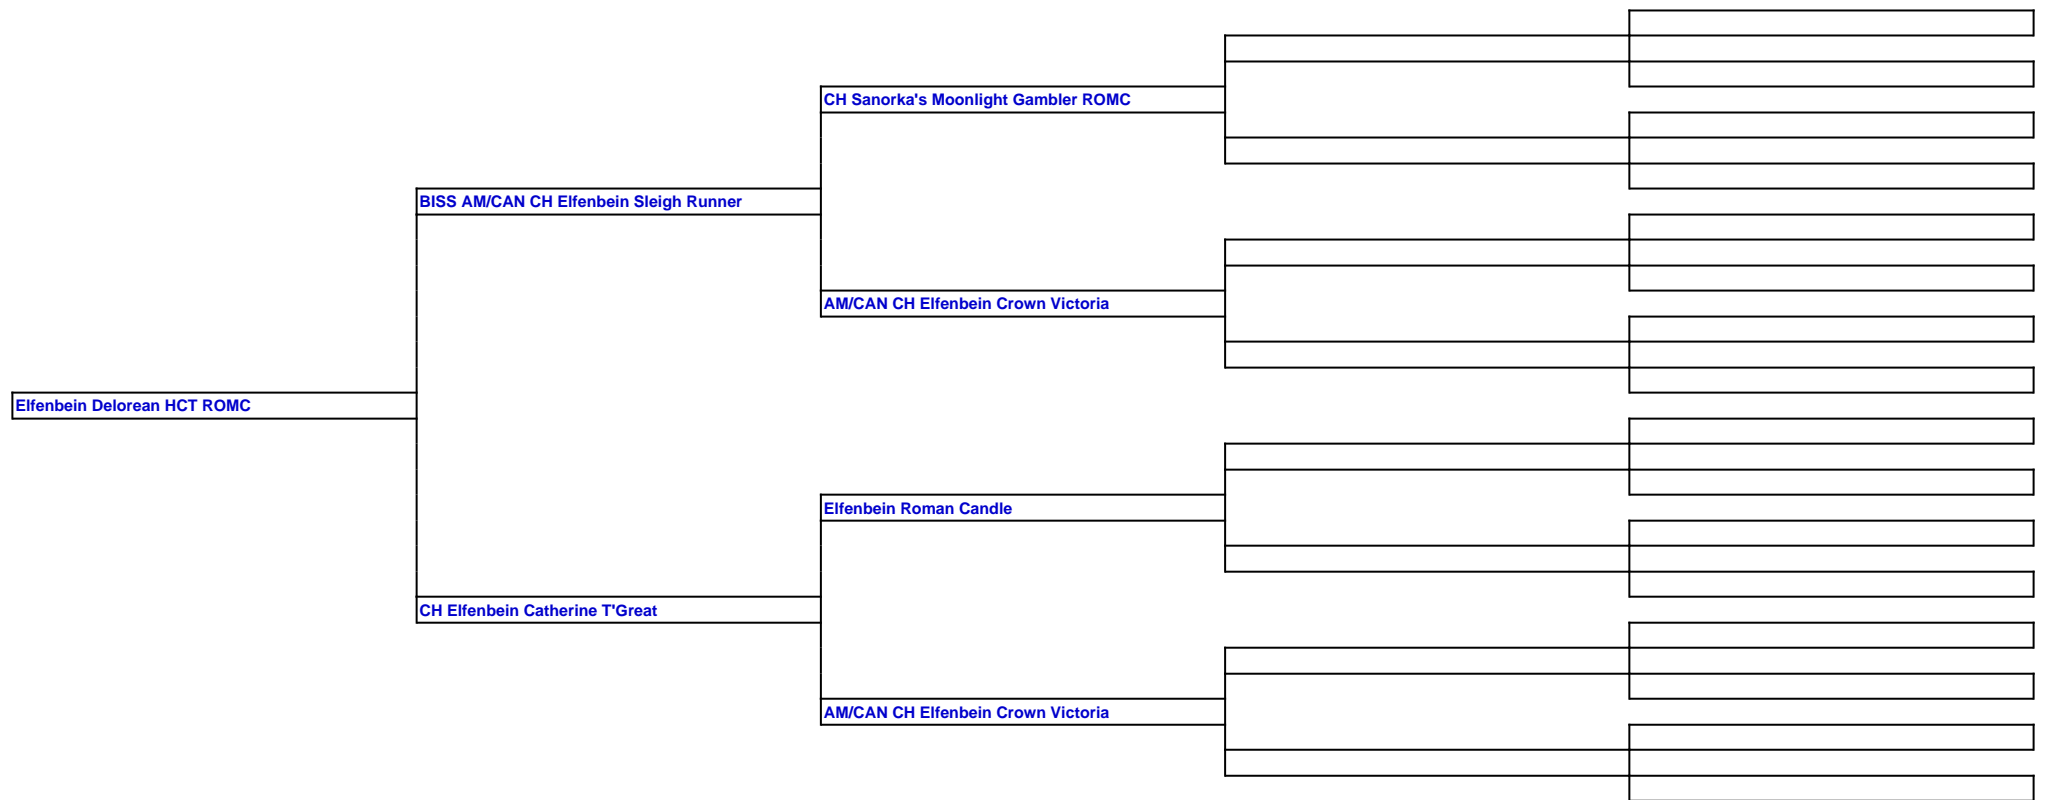 CH Sanorka's Moonlight Gambler ROMC
BISS AM/CAN CH Elfenbein Sleigh Runner
AM/CAN CH Elfenbein Crown Victoria
Elfenbein Delorean HCT ROMC
Elfenbein Roman Candle
CH Elfenbein Catherine T'Great
AM/CAN CH Elfenbein Crown Victoria